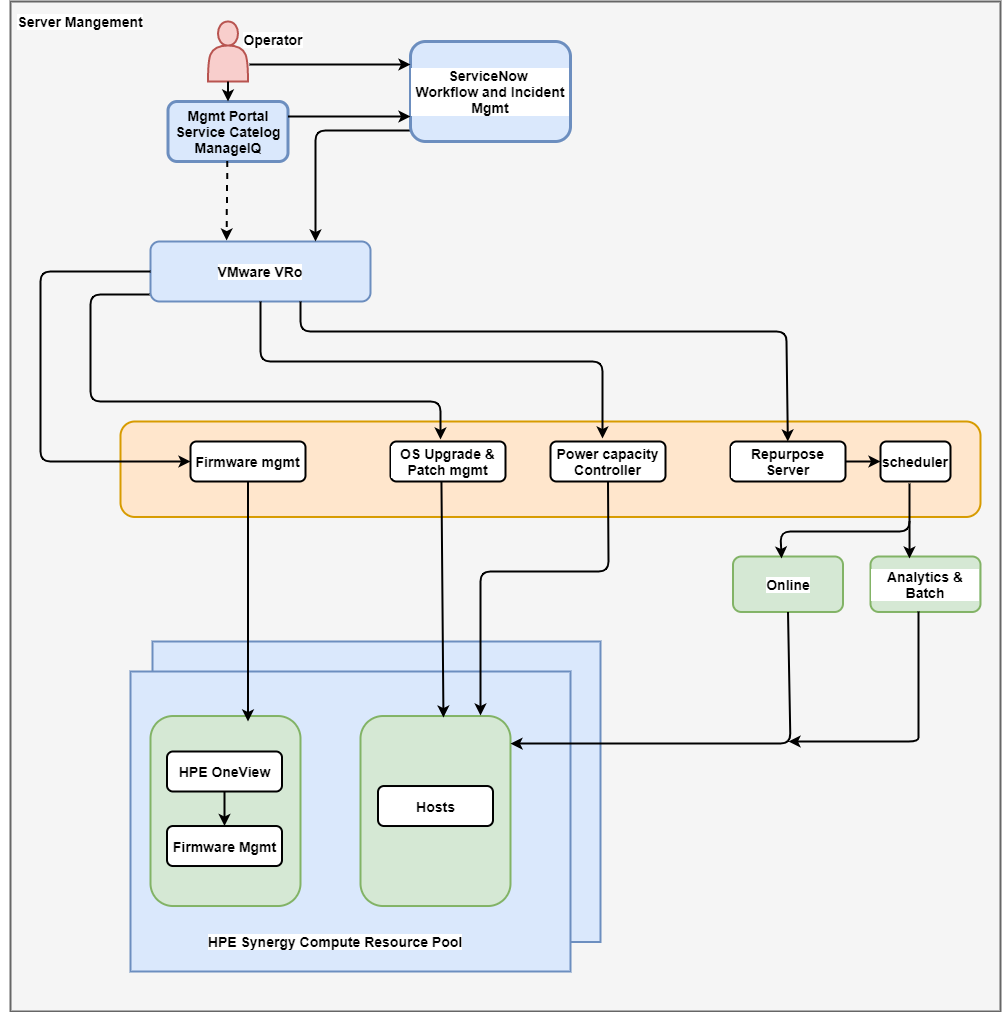 Server Mangement
Operator
ServiceNow
Workflow and Incident
Mgmt
Mgmt Portal
Service Catelog
ManageIQ
VMware VRo
Firmware mgmt
OS Upgrade &
Patch mgmt
Power capacity
Controller
Repurpose
Server
scheduler
Online
Analytics &
Batch
HPE OneView
Firmware Mgmt
Hosts
HPE Synergy Compute Resource Pool